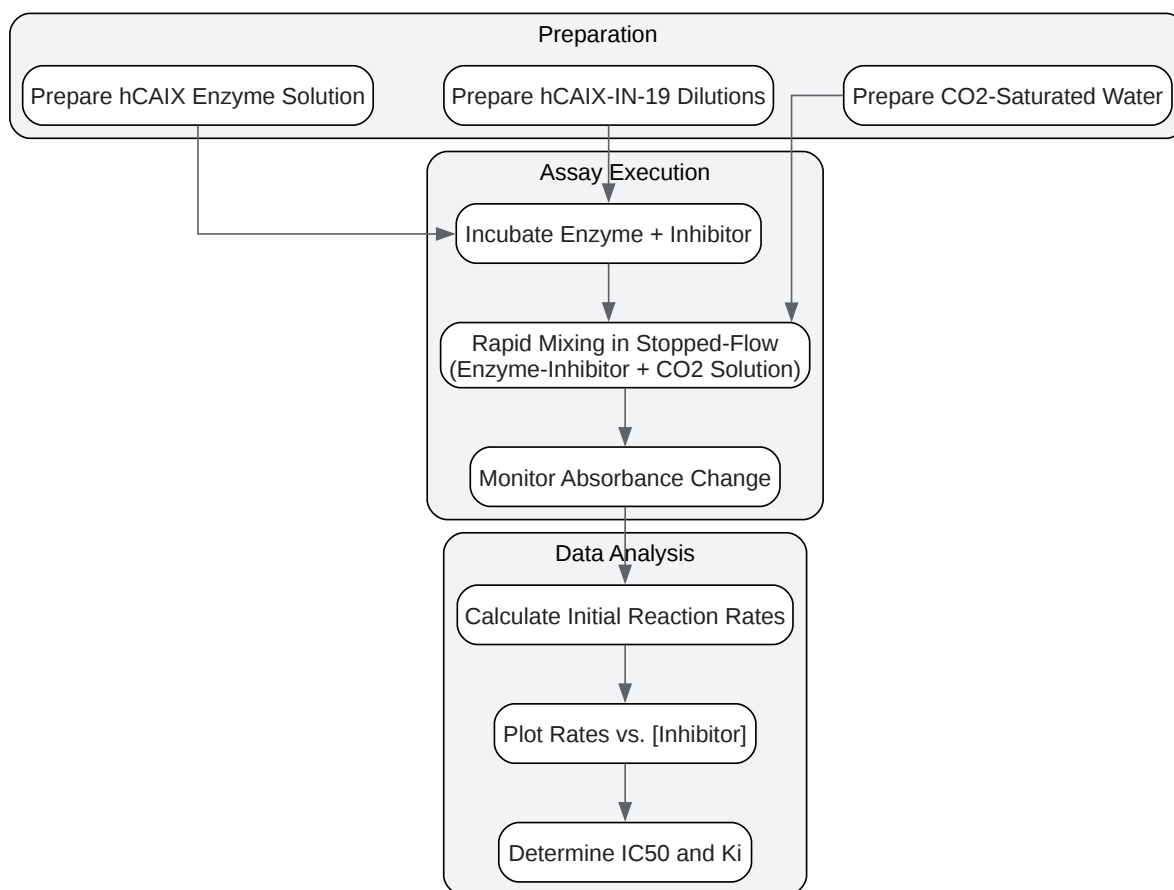 Preparation
Prepare hCAIX Enzyme Solution
Prepare hCAIX-IN-19 Dilutions
Prepare CO2-Saturated Water
Assay Execution
Incubate Enzyme + Inhibitor
Rapid Mixing in Stopped-Flow
(Enzyme-Inhibitor + CO2 Solution)
Monitor Absorbance Change
Data Analysis
Calculate Initial Reaction Rates
Plot Rates vs. [Inhibitor]
Determine IC50 and Ki